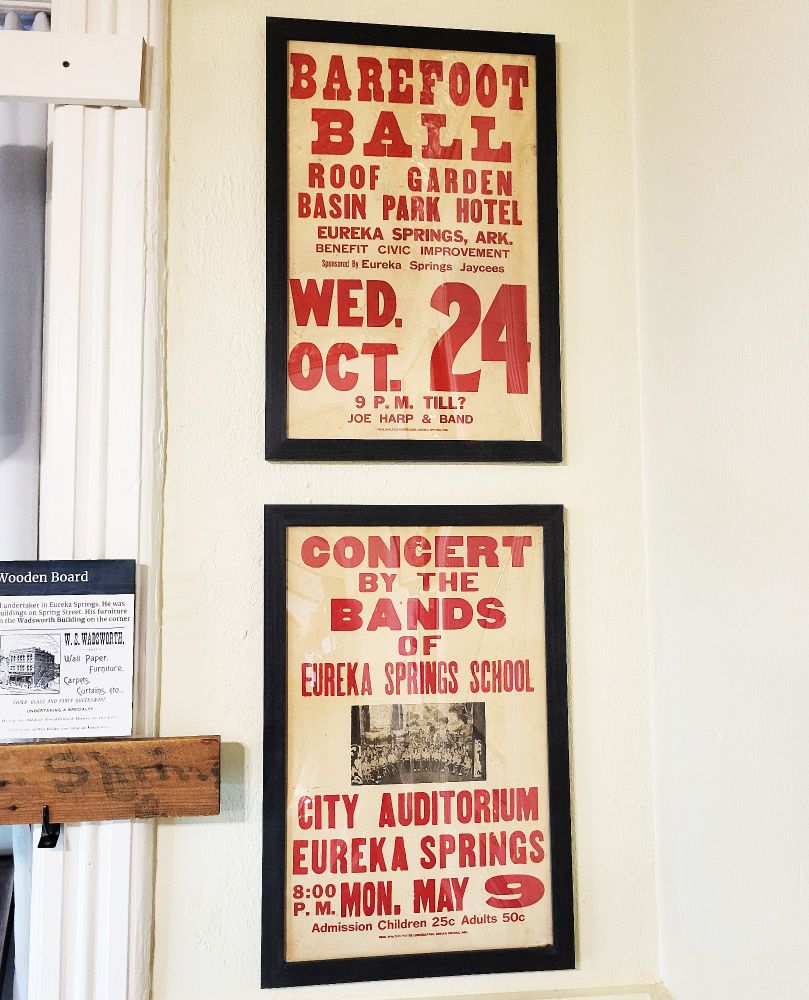 BAREFOOT
BALL
ROOF GARDEN
BASIN PARK HOTEL
EUREKA SPRINGS, ARK.
BENEFIT CIVIC IMPROVEMENT
Sponsored By Eureka Springs Jaycees
WED. OCT. 24
9 P.M. TILL?
JOE HARP & BAND
CONCERT
BY THE
BANDS
OF
EUREKA SPRINGS SCHOOL
CITY AUDITORIUM
EUREKA SPRINGS
8:00 P.M. MON. MAY 9
Admission Children 25c Adults 50c
Wooden Board
undertaker in Eureka Springs. He was
buildings on Spring Street. His furniture
the Wadsworth Building on the corner
W. S. WADSWORTH,
Wall Paper,
Furniture,
Carpets,
Curtains, etc.,
UNDERTAKING A SPECIALTY.